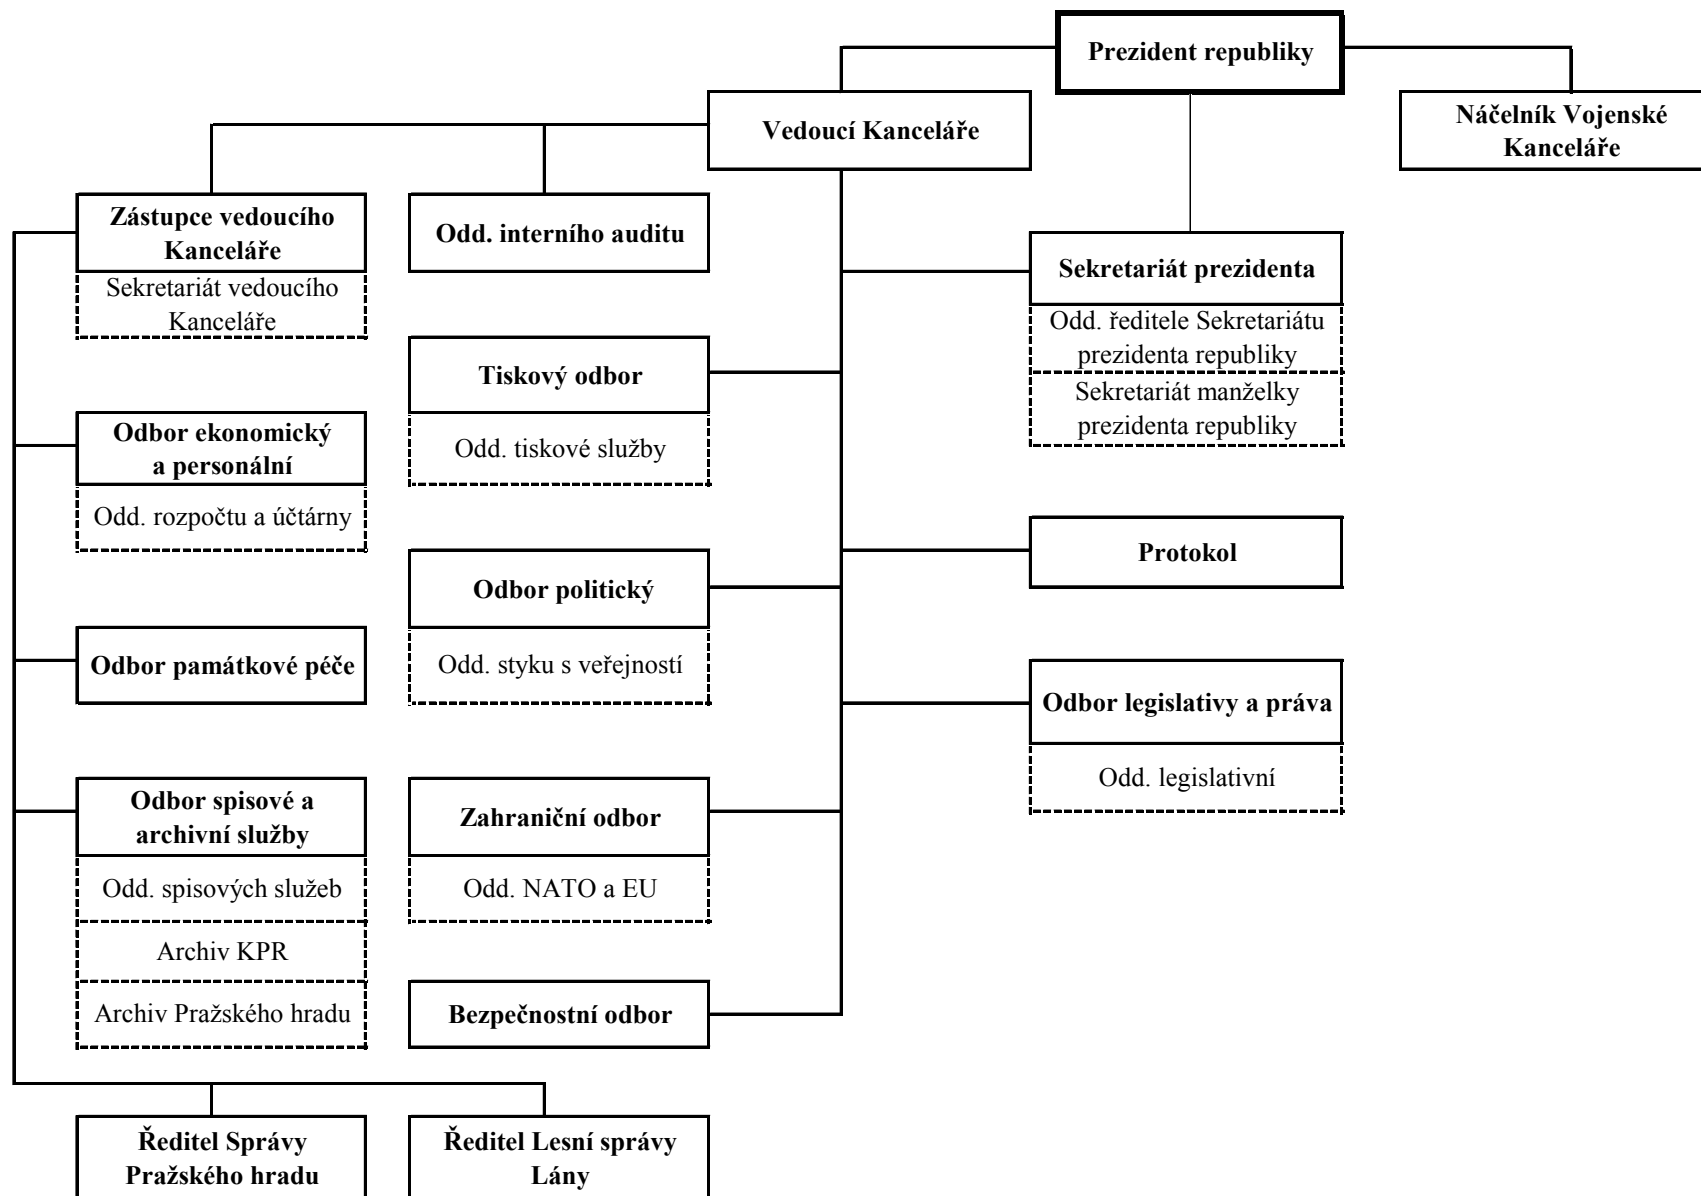 Prezident republiky
Vedoucí Kanceláře
Náčelník Vojenské
Kanceláře
Zástupce vedoucího
Kanceláře
Sekretariát vedoucího
Kanceláře
Odd. interního auditu
Sekretariát prezidenta
Odd. ředitele Sekretariátu
prezidenta republiky
Sekretariát manželky
prezidenta republiky
Tiskový odbor
Odd. tiskové služby
Odbor ekonomický
a personální
Odd. rozpočtu a účtárny
Odbor politický
Odd. styku s veřejností
Protokol
Odbor památkové péče
Odbor legislativy a práva
Odd. legislativní
Odbor spisové a
archivní služby
Odd. spisových služeb
Archiv KPR
Archiv Pražského hradu
Zahraniční odbor
Odd. NATO a EU
Bezpečnostní odbor
Ředitel Správy
Pražského hradu
Ředitel Lesní správy
Lány